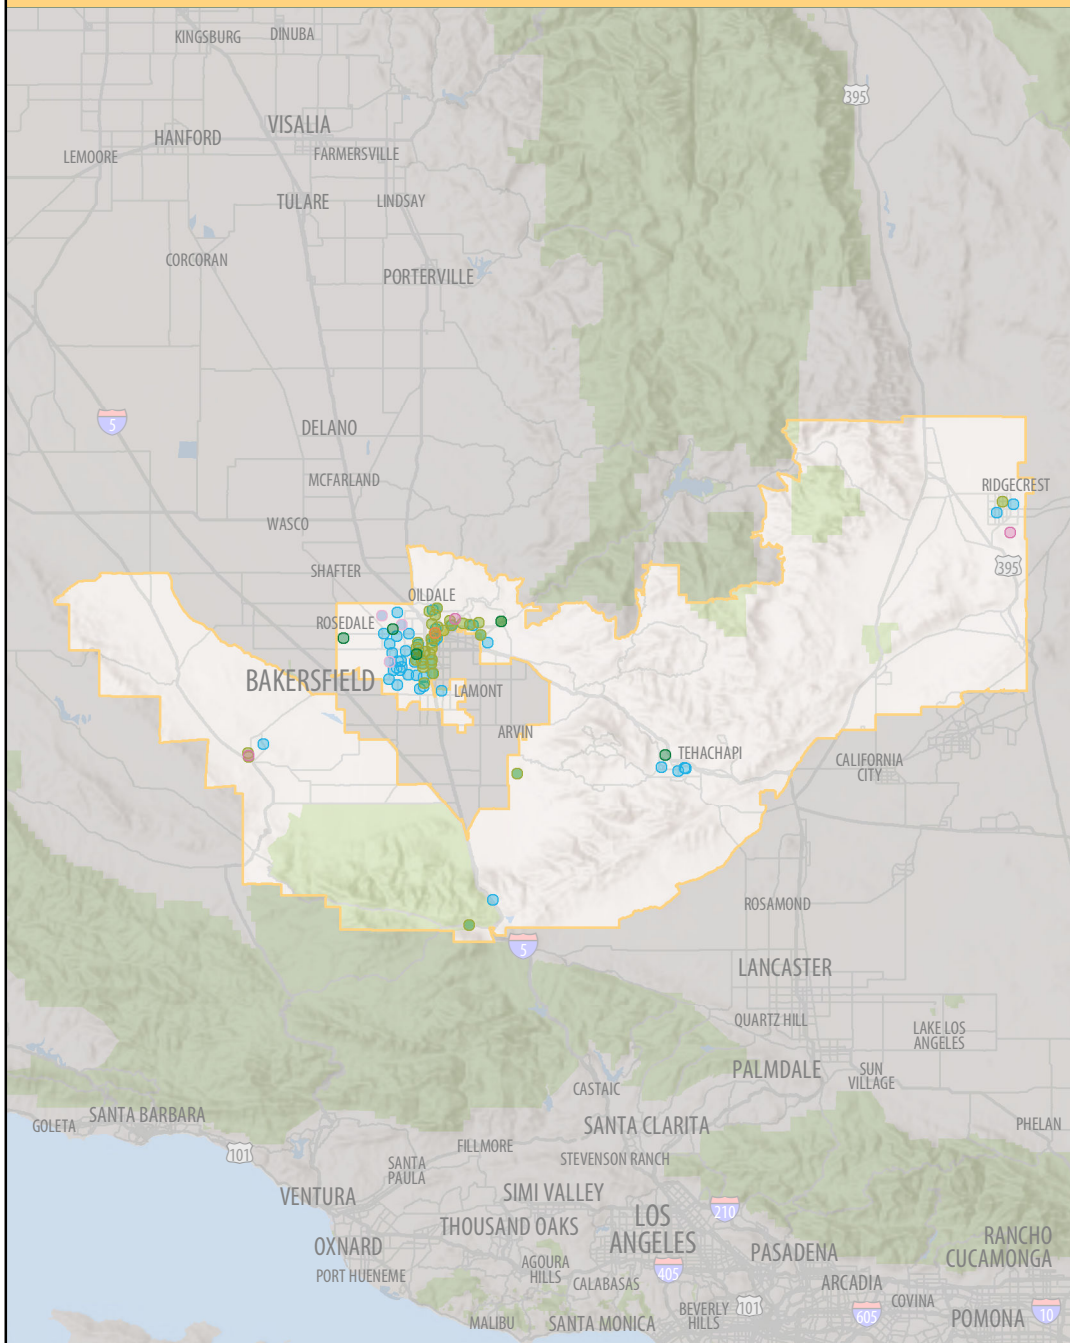 KINGSBURG
DINUBA
395
VISALIA
HANFORD
LEMOORE
FARMERSVILLE
TULARE
LINDSAY
CORCORAN
PORTERVILLE
5
DELANO
MCFARLAND
RIDGECREST
WASCO
395
SHAFTER
OILDALE
ROSEDALE
BAKERSFIELD
LAMONT
ARVIN
TEHACHAPI
CALIFORNIA
CITY
ROSAMOND
5
LANCASTER
QUARTZ HILL
LAKE LOS
ANGELES
PALMDALE
SUN
VILLAGE
CASTAIC
SANTA BARBARA
GOLETA
SANTA CLARITA
PHELAN
101
FILLMORE
STEVENSON RANCH
SANTA
PAULA
VENTURA
SIMI VALLEY
210
THOUSAND OAKS
LOS
ANGELES
OXNARD
PASADENA
RANCHO
CUCAMONGA
PORT HUENEME
AGOURA
HILLS
CALABASAS
405
ARCADIA
COVINA
MALIBU
SANTA MONICA
BEVERLY
HILLS
101
605
POMONA
10